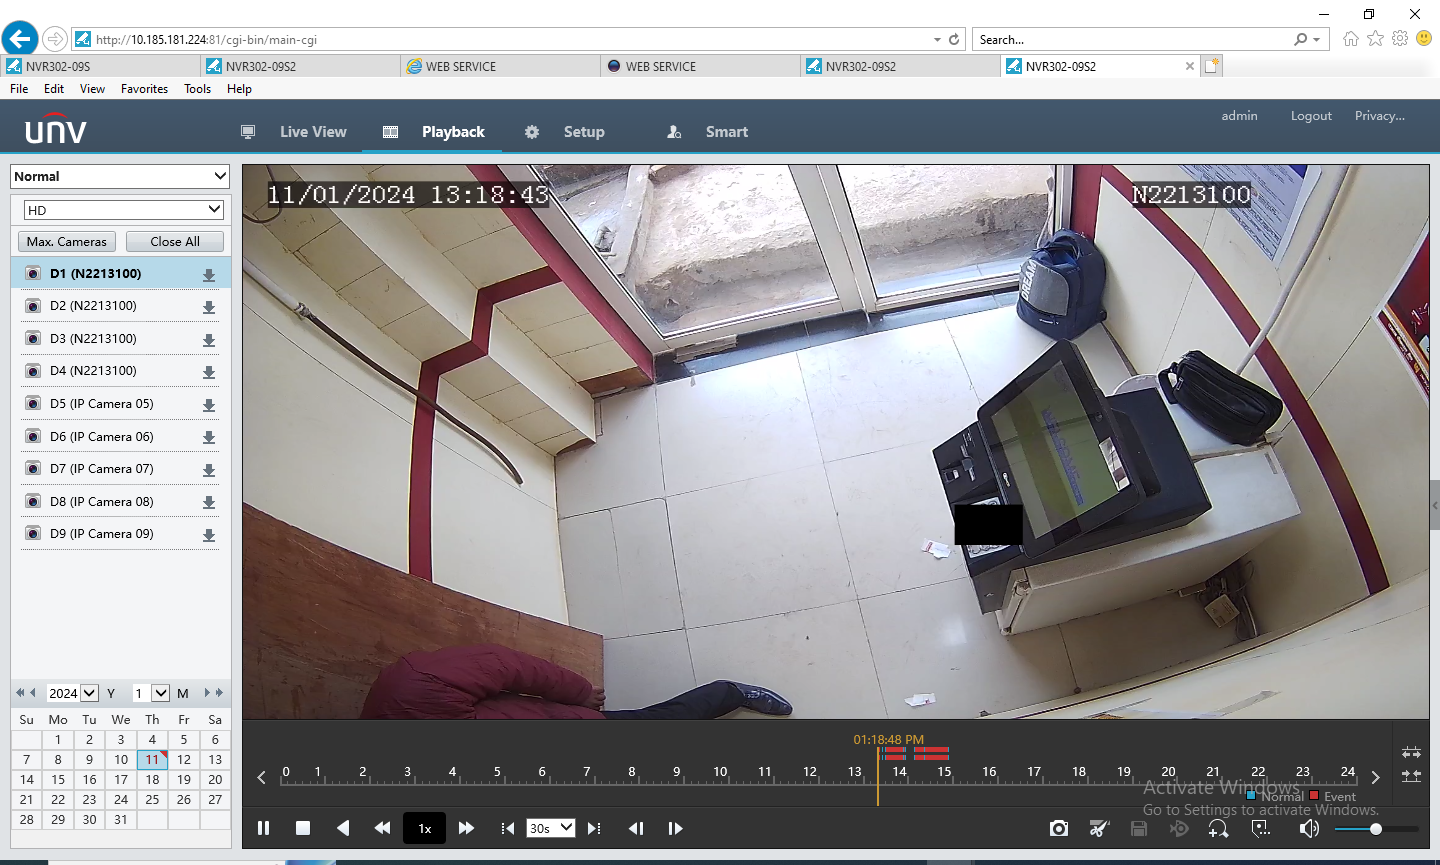 http://10.185.181.224:81/cgi-bin/main-cgi
Search...
NVR302-09S
NVR302-09S2
WEB SERVICE
WEB SERVICE
NVR302-09S2
NVR302-09S2
File Edit View Favorites Tools Help
unv
Live View
Playback
Setup
Smart
admin
Logout
Privacy...
Normal
HD
Max. Cameras
Close All
D1 (N2213100)
D2 (N2213100)
D3 (N2213100)
D4 (N2213100)
D5 (IP Camera 05)
D6 (IP Camera 06)
D7 (IP Camera 07)
D8 (IP Camera 08)
D9 (IP Camera 09)
2024 Y 1 M
Su Mo Tu We Th Fr Sa
1 2 3 4 5 6
7 8 9 10 11 12 13
14 15 16 17 18 19 20
21 22 23 24 25 26 27
28 29 30 31
11/01/2024 13:18:43
N2213100
DREAM
WELCOME
01:18:48 PM
0 1 2 3 4 5 6 7 8 9 10 11 12 13 14 15 16 17 18 19 20 21 22 23 24
Normal Event
Activate Windows
Go to Settings to activate Windows.
1x
30s